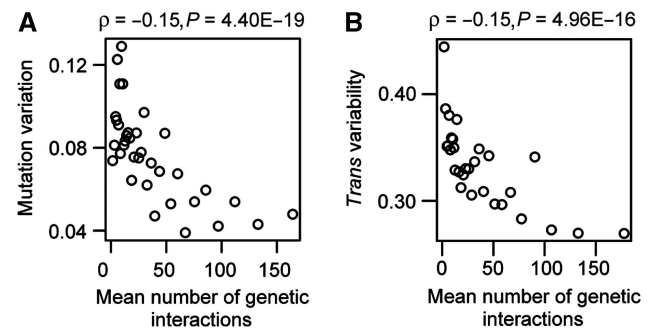 A
ρ = −0.15, P = 4.40E−19
Mutation variation
0.12
0.08
0.04
0 50 100 150
Mean number of genetic
interactions
B
ρ = −0.15, P = 4.96E−16
Trans variability
0.40
0.30
0 50 100 150
Mean number of genetic
interactions